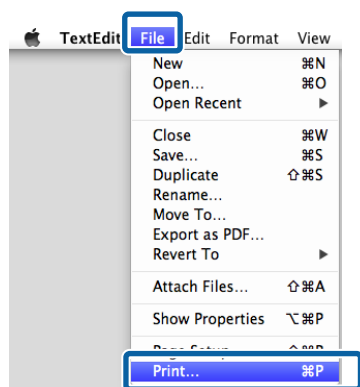 TextEdit File Edit Format View
New ⌘N
Open... ⌘O
Open Recent ▶
Close ⌘W
Save... ⌘S
Duplicate ⇧⌘S
Rename...
Move To...
Export as PDF...
Revert To ▶
Attach Files... ⇧⌘A
Show Properties ⌥⌘P
Print... ⌘P